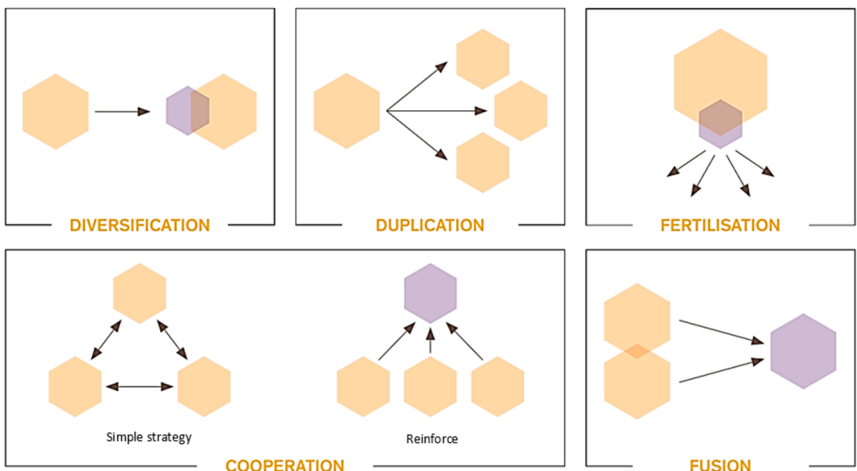 DIVERSIFICATION
DUPLICATION
FERTILISATION
Simple strategy
Reinforce
COOPERATION
FUSION